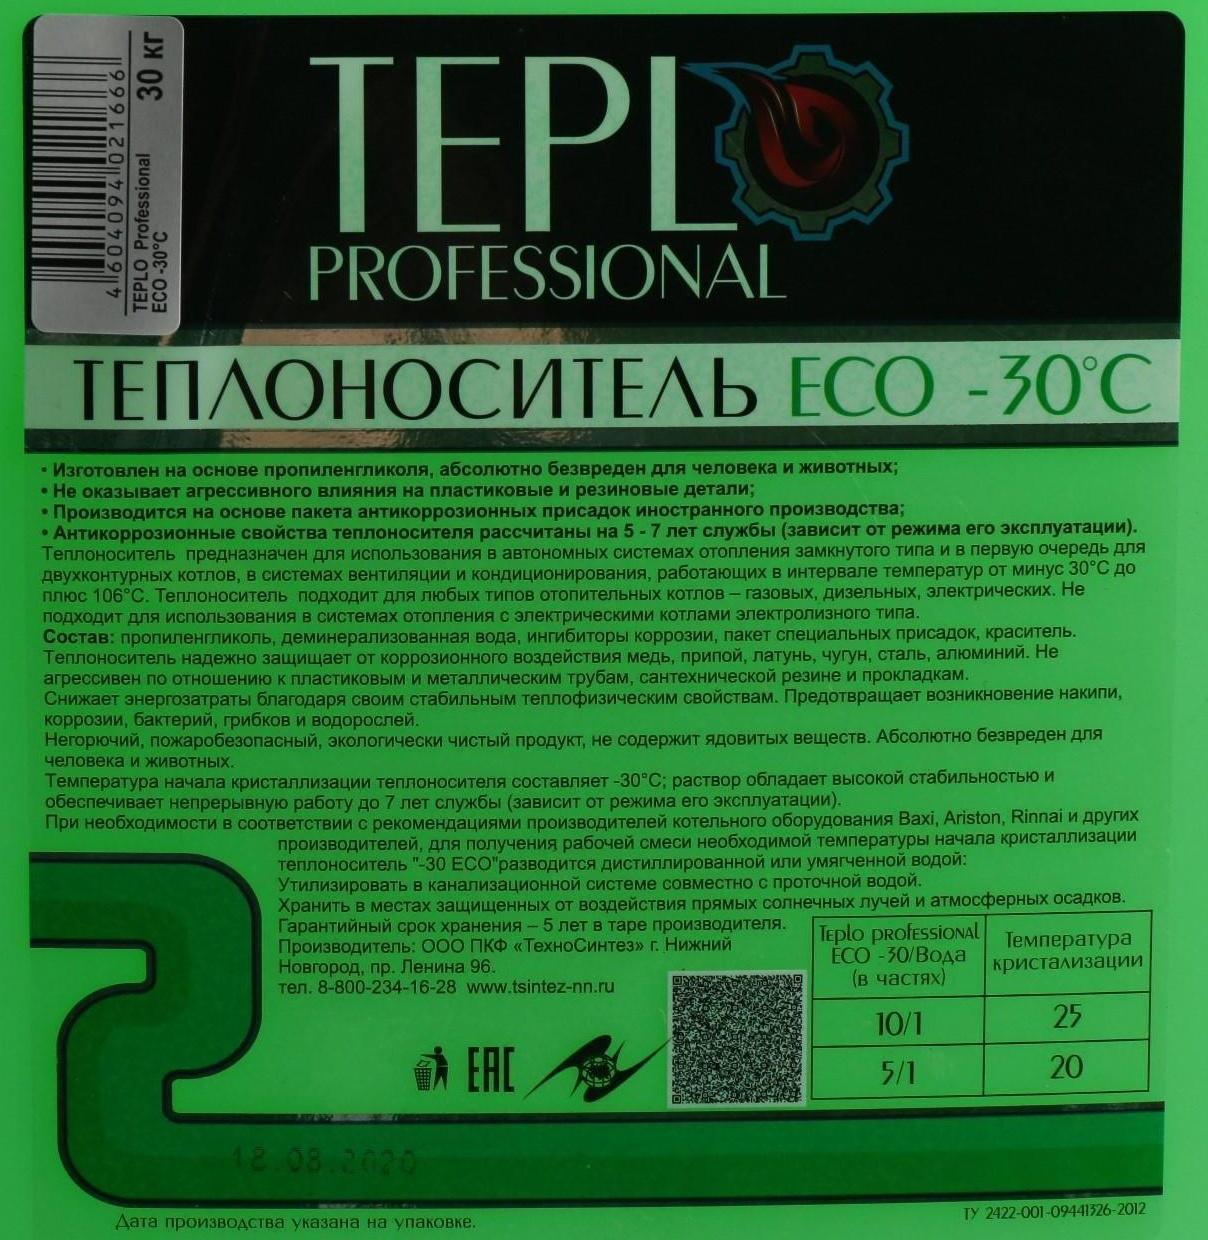 4 604094 021666
TEPLO Professional
ECO -30°C
30 кг
TEPLO
PROFESSIONAL
ТЕПЛОНОСИТЕЛЬ ECO -30°C
• Изготовлен на основе пропиленгликоля, абсолютно безвреден для человека и животных;
• Не оказывает агрессивного влияния на пластиковые и резиновые детали;
• Производится на основе пакета антикоррозионных присадок иностранного производства;
• Антикоррозионные свойства теплоносителя рассчитаны на 5 - 7 лет службы (зависит от режима его эксплуатации).
Теплоноситель предназначен для использования в автономных системах отопления замкнутого типа и в первую очередь для
двухконтурных котлов, в системах вентиляции и кондиционирования, работающих в интервале температур от минус 30°С до
плюс 106°С. Теплоноситель подходит для любых типов отопительных котлов – газовых, дизельных, электрических. Не
подходит для использования в системах отопления с электрическими котлами электролизного типа.
Состав: пропиленгликоль, деминерализованная вода, ингибиторы коррозии, пакет специальных присадок, краситель.
Теплоноситель надежно защищает от коррозионного воздействия медь, припой, латунь, чугун, сталь, алюминий. Не
агрессивен по отношению к пластиковым и металлическим трубам, сантехнической резине и прокладкам.
Снижает энергозатраты благодаря своим стабильным теплофизическим свойствам. Предотвращает возникновение накипи,
коррозии, бактерий, грибков и водорослей.
Негорючий, пожаробезопасный, экологически чистый продукт, не содержит ядовитых веществ. Абсолютно безвреден для
человека и животных.
Температура начала кристаллизации теплоносителя составляет -30°С; раствор обладает высокой стабильностью и
обеспечивает непрерывную работу до 7 лет службы (зависит от режима его эксплуатации).
При необходимости в соответствии с рекомендациями производителей котельного оборудования Baxi, Ariston, Rinnai и других
производителей, для получения рабочей смеси необходимой температуры начала кристаллизации
теплоноситель "-30 ECO"разводится дистиллированной или умягченной водой:
Утилизировать в канализационной системе совместно с проточной водой.
Хранить в местах защищенных от воздействия прямых солнечных лучей и атмосферных осадков.
Гарантийный срок хранения – 5 лет в таре производителя.
Производитель: ООО ПКФ «ТехноСинтез» г. Нижний
Новгород, пр. Ленина 96.
тел. 8-800-234-16-28 www.tsintez-nn.ru
Teplo professional
ECO -30/Вода
(в частях)
Температура
кристализации
10/1 25
5/1 20
EAC
18.08.2020
Дата производства указана на упаковке.
ТУ 2422-001-09441326-2012